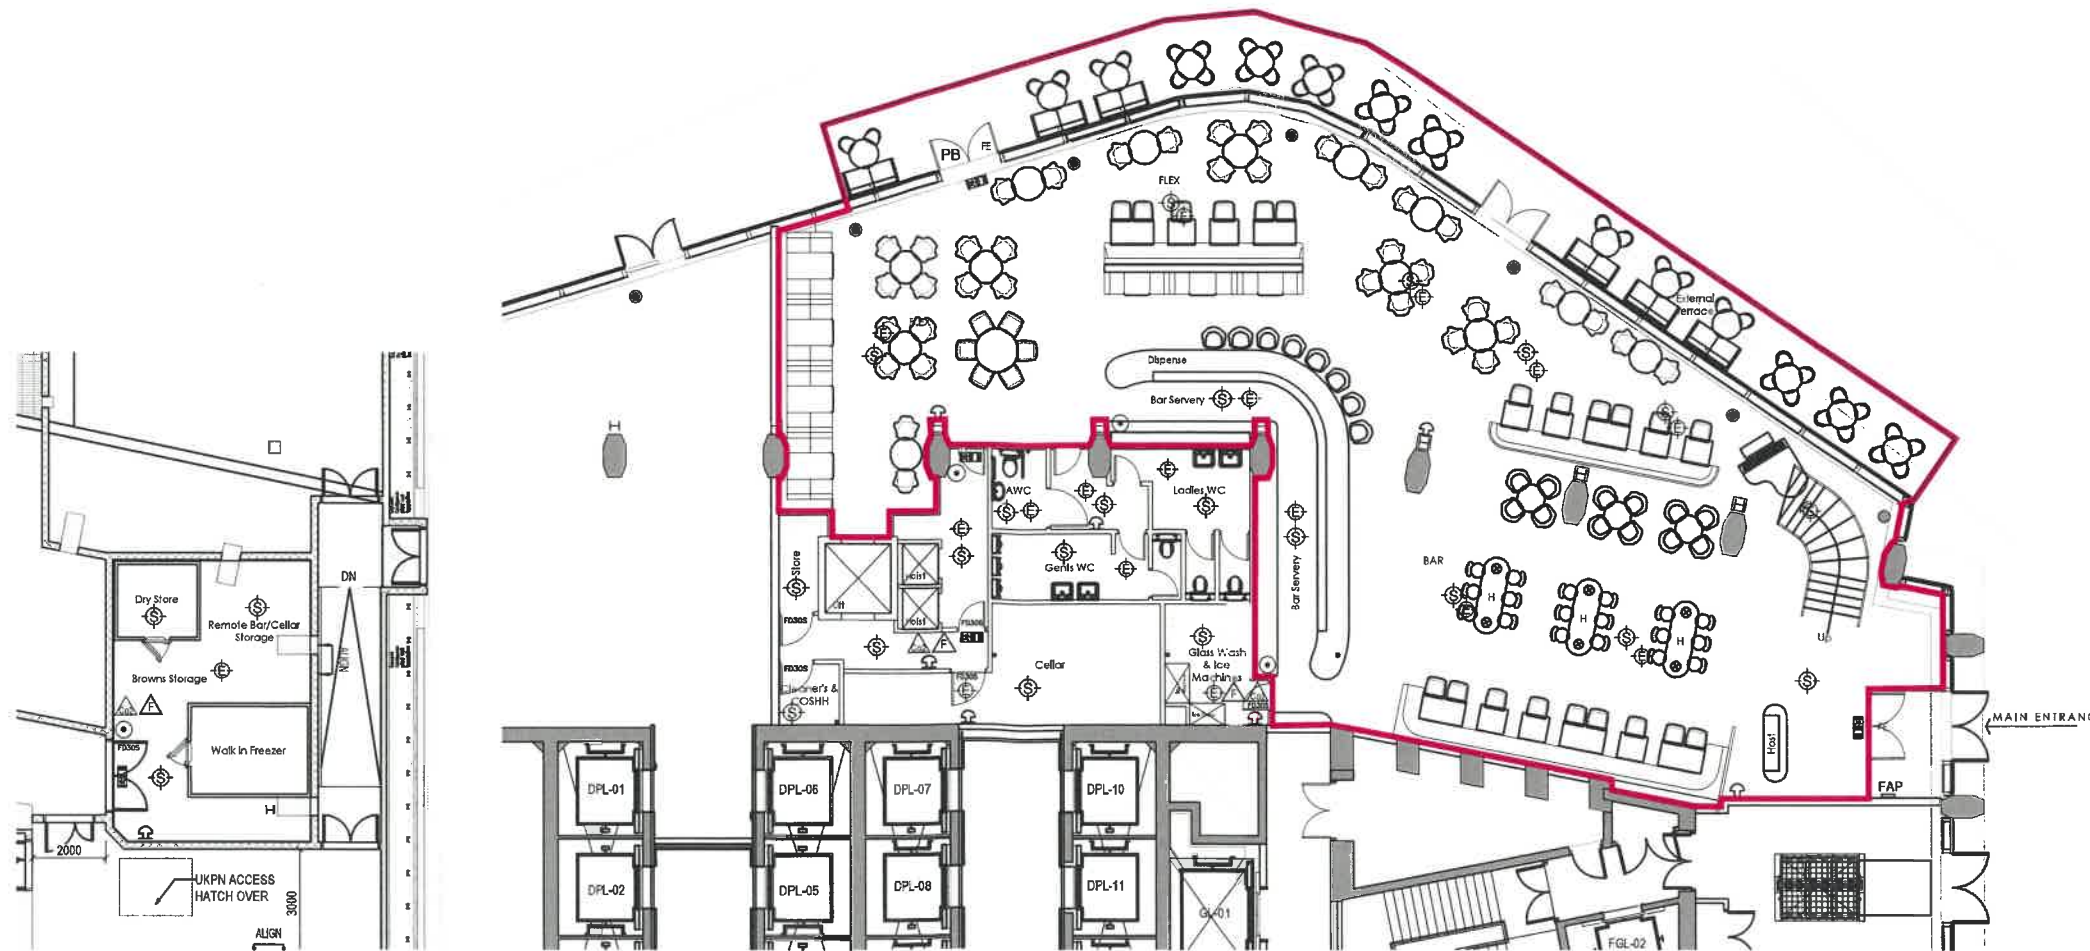 PB
FE
FLEX
External
Terrace
Dispense
Bar Servery
S
E
H
AWC
Ladies WC
Gents WC
Store
Lift
Hoist
Hoist
FD30S
FD30S
FD30S
FD30S
CO2
F
Cellar
Glass Wash
& Ice
Machines
Cleaner's &
COSHH
Bar Servery
BAR
H
H
H
Host
FAP
MAIN ENTRANC
Dry Store
Remote Bar/Cellar
Storage
Browns Storage
Walk in Freezer
CO2
F
FD30S
DN
H
2000
3000
UKPN ACCESS
HATCH OVER
ALIGN
DPL-01
DPL-06
DPL-07
DPL-10
DPL-02
DPL-05
DPL-08
DPL-11
GL-01
FGL-02